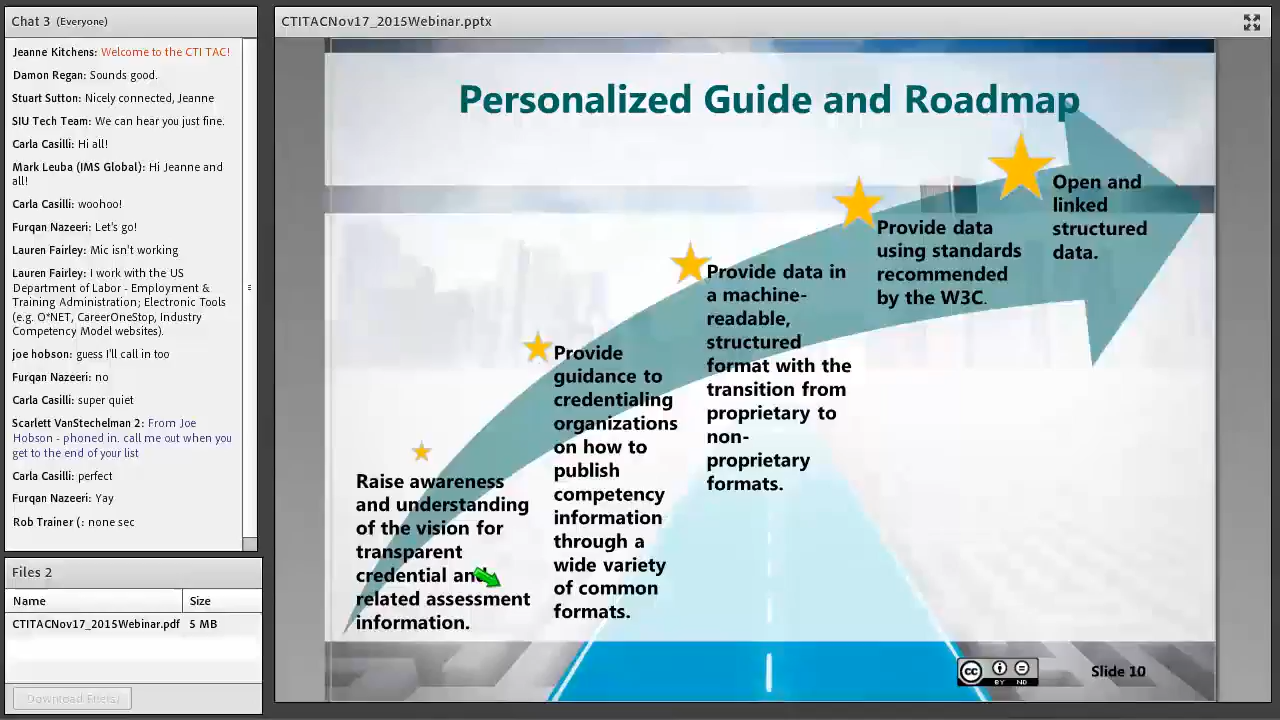 Chat 3 (Everyone)
Jeanne Kitchens: Welcome to the CTI TAC!
Damon Regan: Sounds good.
Stuart Sutton: Nicely connected, Jeanne
SIU Tech Team: We can hear you just fine.
Carla Casilli: Hi all!
Mark Leuba (IMS Global): Hi Jeanne and
all!
Carla Casilli: woohoo!
Furqan Nazeeri: Let's go!
Lauren Fairley: Mic isn't working
Lauren Fairley: I work with the US
Department of Labor - Employment &
Training Administration; Electronic Tools
(e.g. O*NET, CareerOneStop, Industry
Competency Model websites).
joe hobson: guess I'll call in too
Furqan Nazeeri: no
Carla Casilli: super quiet
Scarlett VanStechelman 2: From Joe
Hobson - phoned in. call me out when you
get to the end of your list
Carla Casilli: perfect
Furqan Nazeeri: Yay
Rob Trainer (: none sec
Files 2
Name Size
CTITACNov17_2015Webinar.pdf 5 MB
Download File(s)
CTITACNov17_2015Webinar.pptx
Personalized Guide and Roadmap
Raise awareness
and understanding
of the vision for
transparent
credential and
related assessment
information.
Provide
guidance to
credentialing
organizations
on how to
publish
competency
information
through a
wide variety
of common
formats.
Provide data in
a machine-
readable,
structured
format with the
transition from
proprietary to
non-
proprietary
formats.
Provide data
using standards
recommended
by the W3C.
Open and
linked
structured
data.
cc BY ND
Slide 10